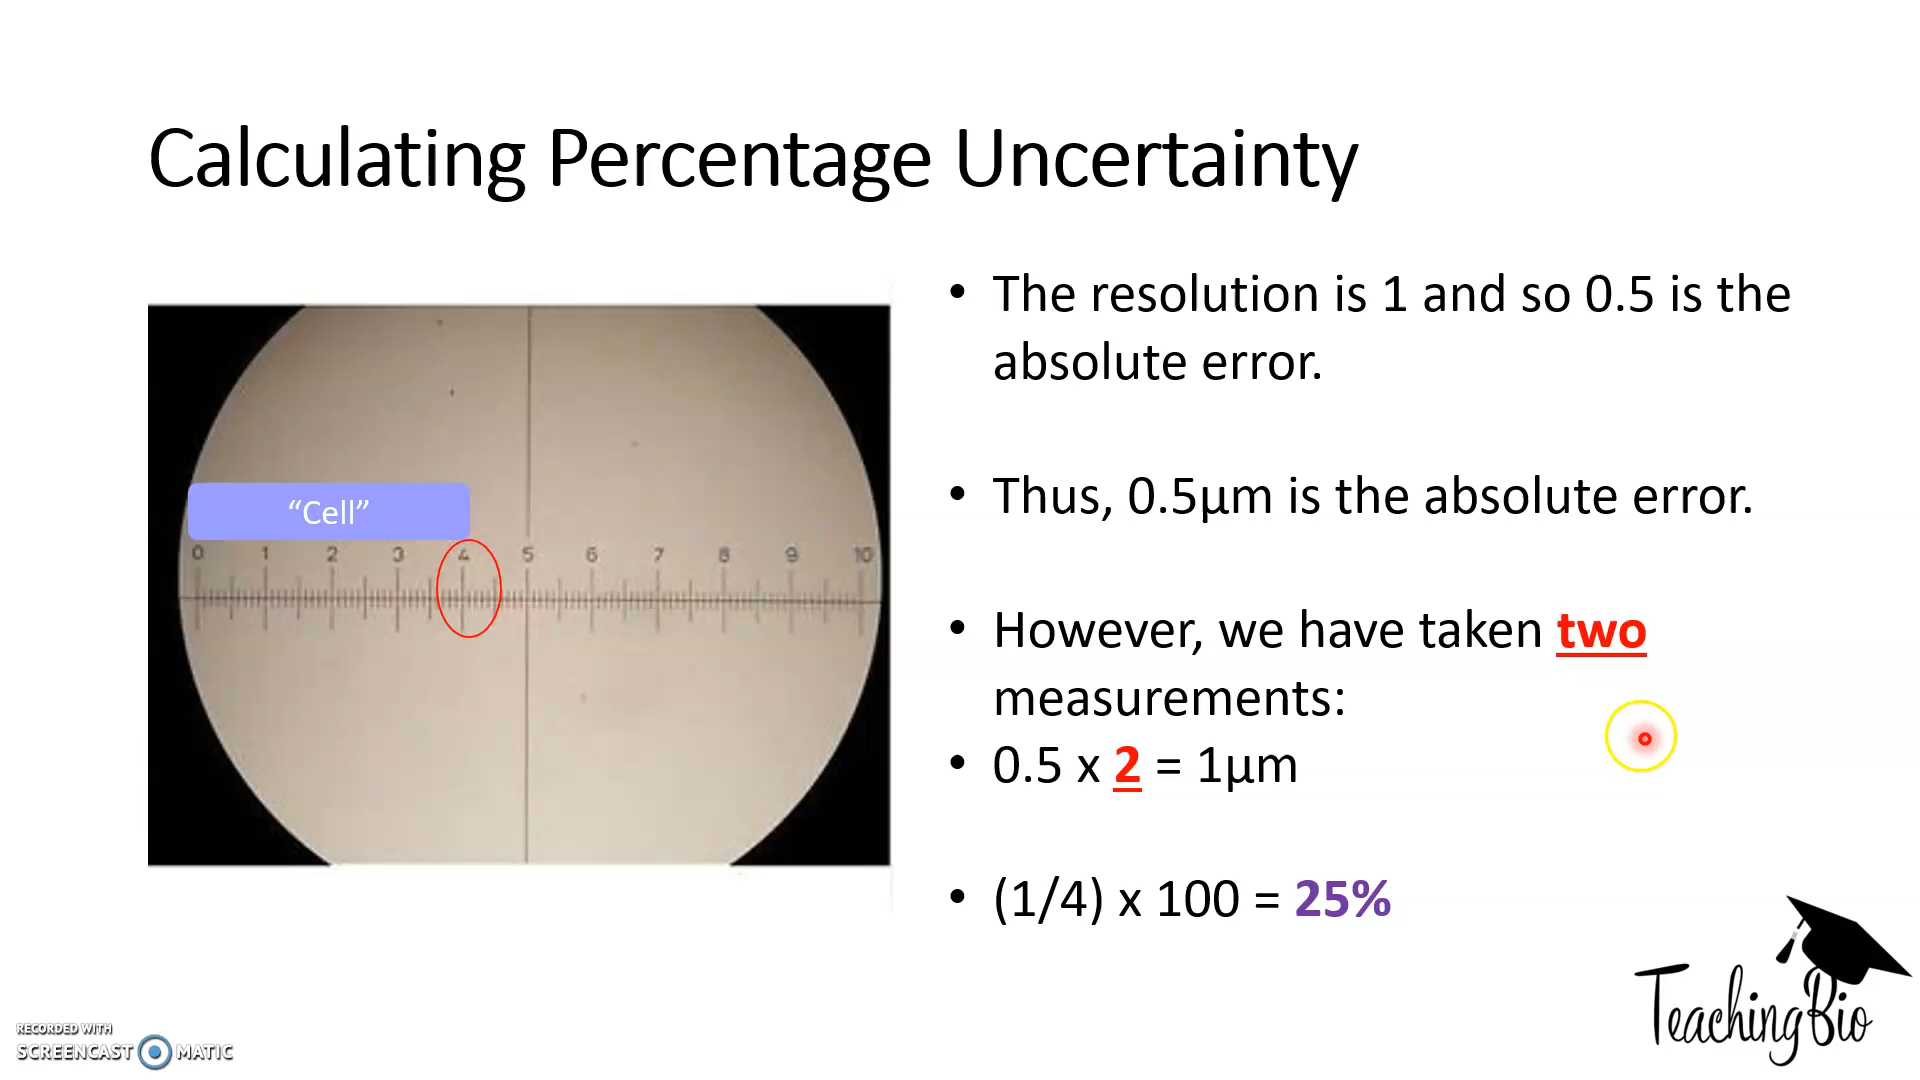 Calculating Percentage Uncertainty
“Cell”
0 1 2 3 4 5 6 7 8 9 10
• The resolution is 1 and so 0.5 is the
absolute error.
• Thus, 0.5µm is the absolute error.
• However, we have taken two
measurements:
• 0.5 x 2 = 1µm
• (1/4) x 100 = 25%
TeachingBio
RECORDED WITH
SCREENCAST MATIC